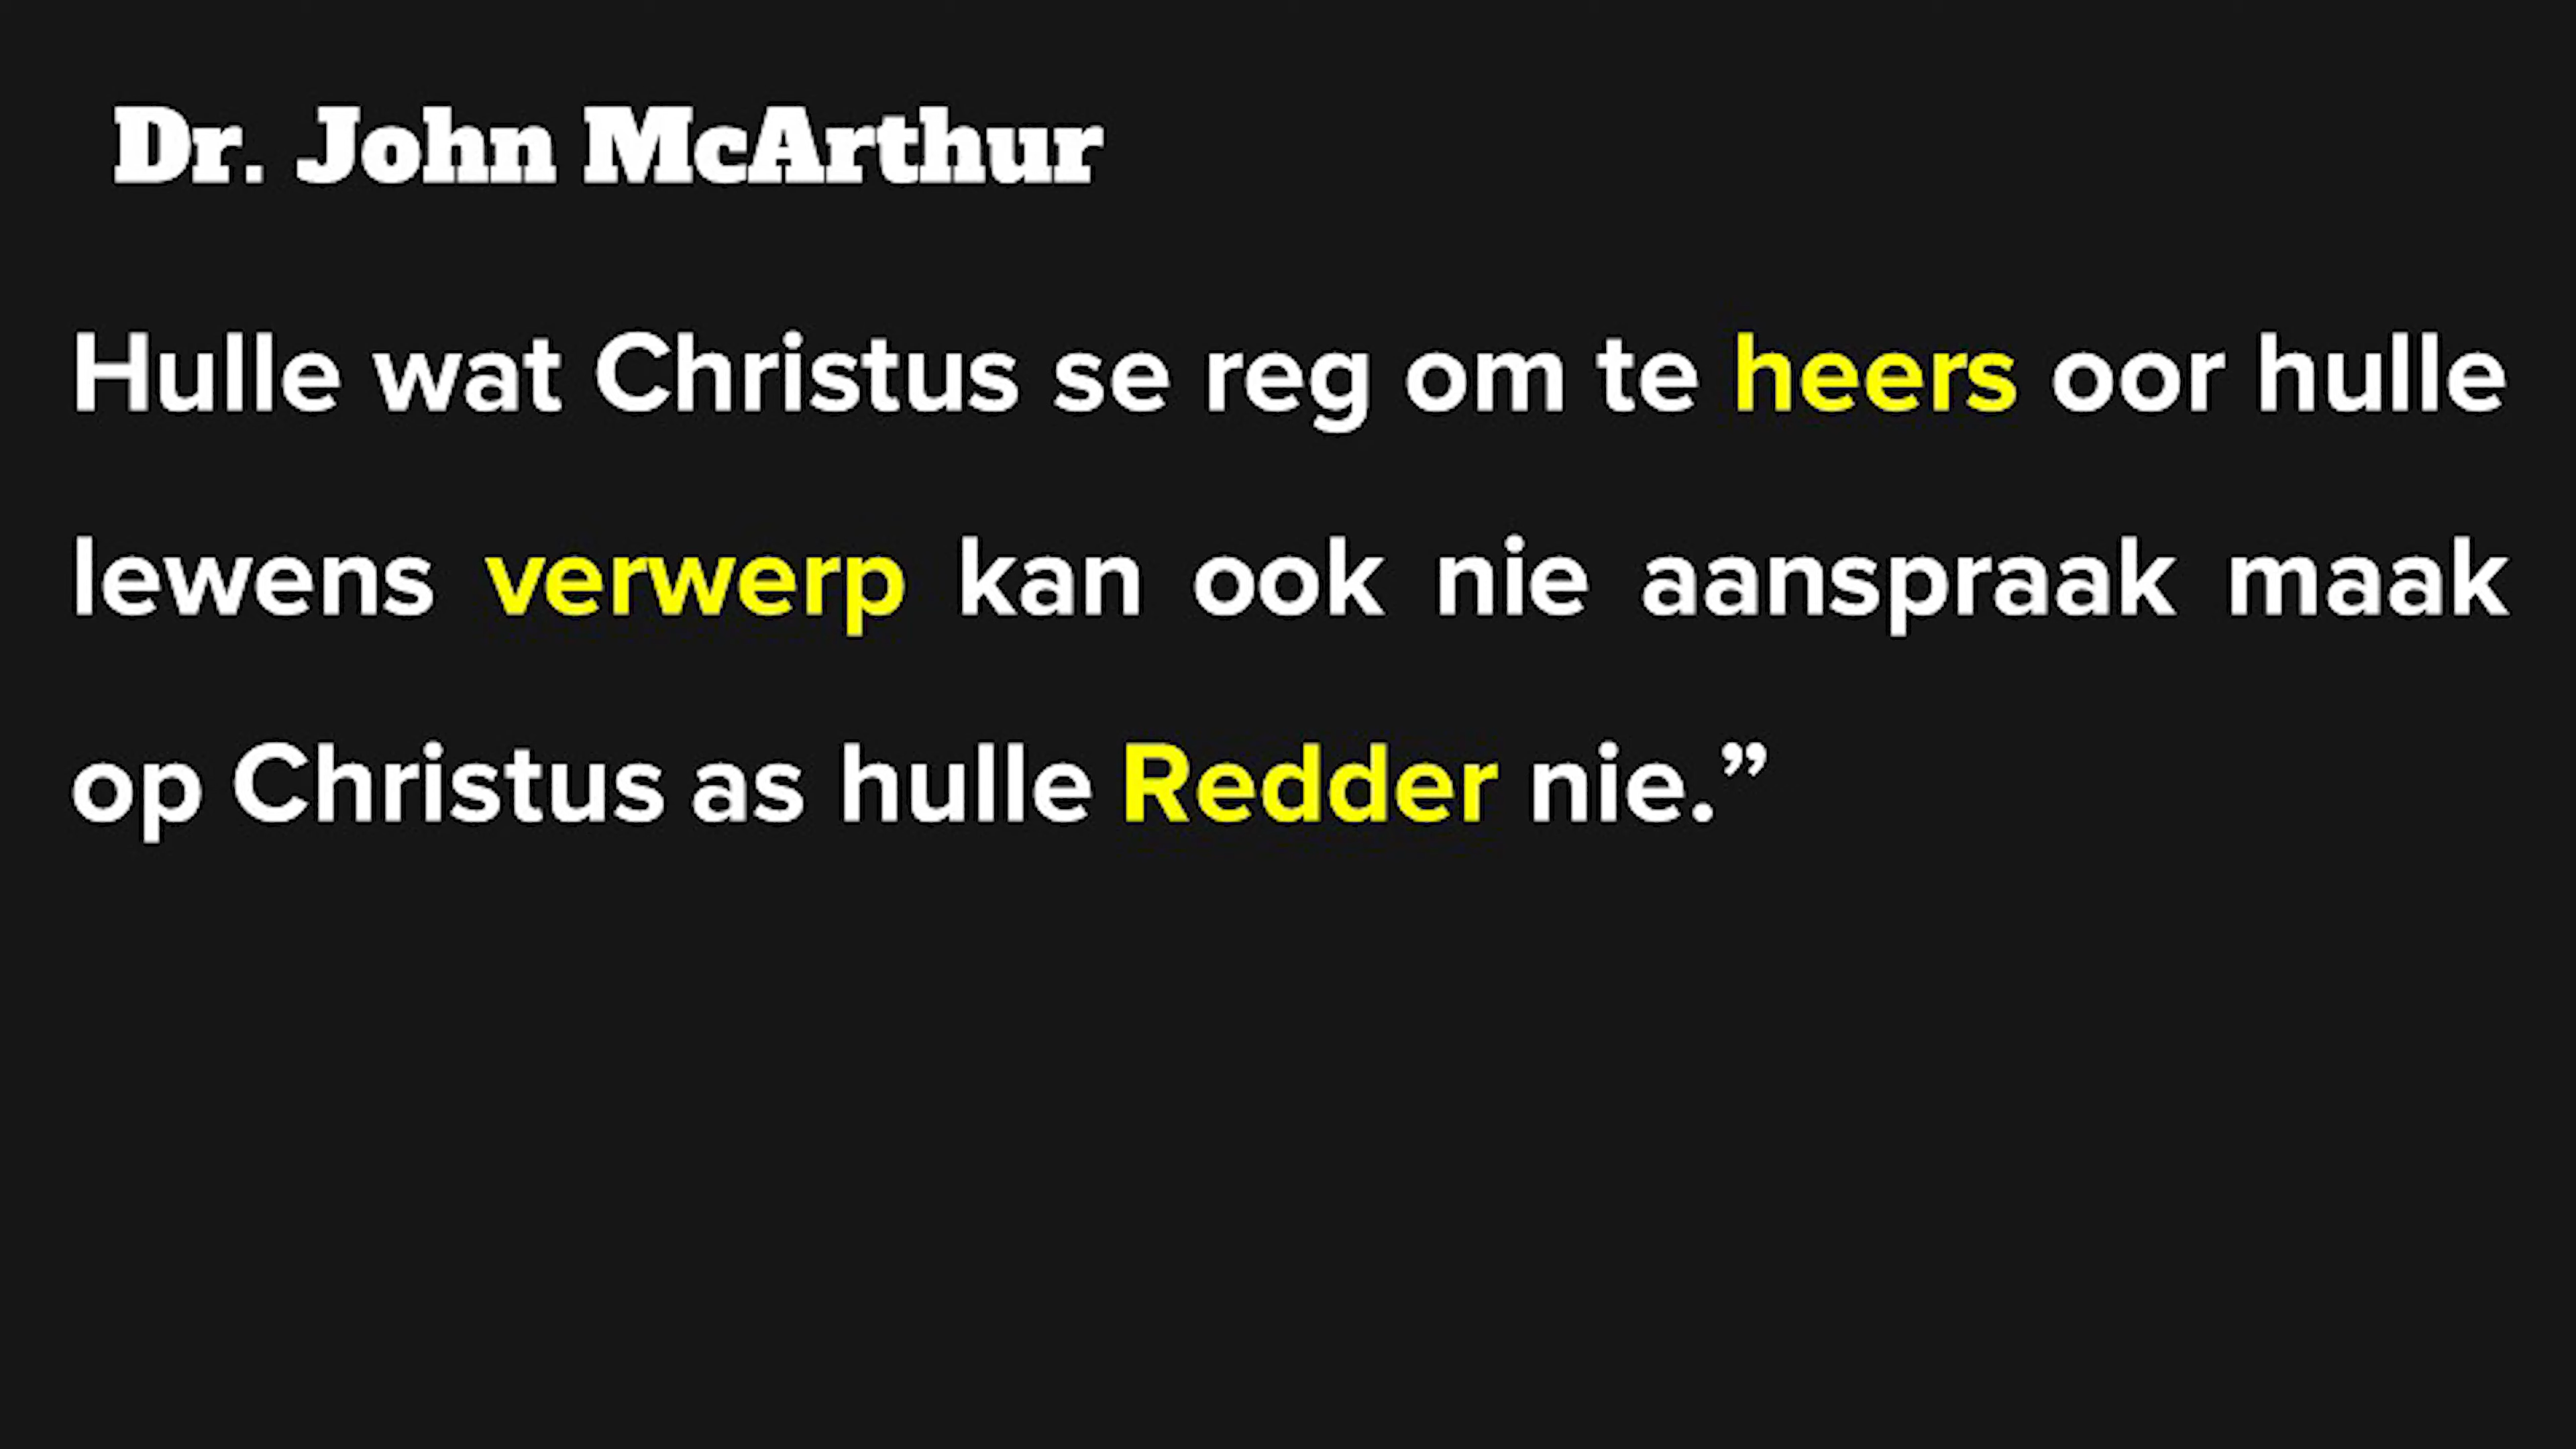 Dr. John McArthur
Hulle wat Christus se reg om te heers oor hulle
lewens verwerp kan ook nie aanspraak maak
op Christus as hulle Redder nie.”